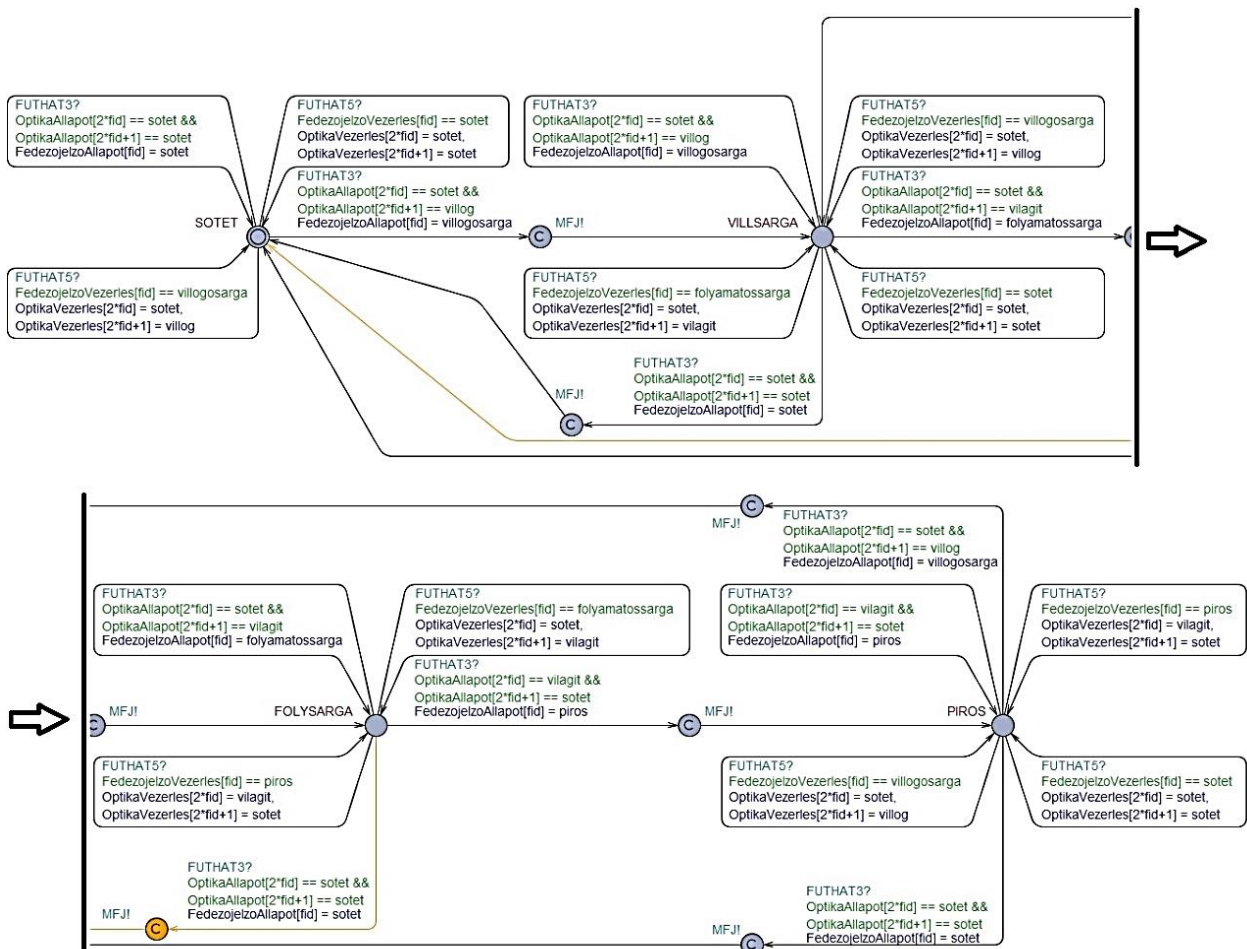 FUTHAT3?
OptikaAllapot[2*fid] == sotet &&
OptikaAllapot[2*fid+1] == sotet
FedezojelzoAllapot[fid] = sotet
FUTHAT5?
FedezojelzoVezerles[fid] == sotet
OptikaVezerles[2*fid] = sotet,
OptikaVezerles[2*fid+1] = sotet
FUTHAT3?
OptikaAllapot[2*fid] == sotet &&
OptikaAllapot[2*fid+1] == villog
FedezojelzoAllapot[fid] = villogosarga
SOTET
C
MFJ!
FUTHAT5?
FedezojelzoVezerles[fid] == villogosarga
OptikaVezerles[2*fid] = sotet,
OptikaVezerles[2*fid+1] = villog
FUTHAT3?
OptikaAllapot[2*fid] == sotet &&
OptikaAllapot[2*fid+1] == villog
FedezojelzoAllapot[fid] = villogosarga
FUTHAT5?
FedezojelzoVezerles[fid] == villogosarga
OptikaVezerles[2*fid] = sotet,
OptikaVezerles[2*fid+1] = villog
FUTHAT3?
OptikaAllapot[2*fid] == sotet &&
OptikaAllapot[2*fid+1] == vilagit
FedezojelzoAllapot[fid] = folyamatossarga
VILLSARGA
C
FUTHAT5?
FedezojelzoVezerles[fid] == folyamatossarga
OptikaVezerles[2*fid] = sotet,
OptikaVezerles[2*fid+1] = vilagit
FUTHAT5?
FedezojelzoVezerles[fid] == sotet
OptikaVezerles[2*fid] = sotet,
OptikaVezerles[2*fid+1] = sotet
FUTHAT3?
OptikaAllapot[2*fid] == sotet &&
OptikaAllapot[2*fid+1] == sotet
FedezojelzoAllapot[fid] = sotet
MFJ!
C
C
MFJ!
FUTHAT3?
OptikaAllapot[2*fid] == sotet &&
OptikaAllapot[2*fid+1] == villog
FedezojelzoAllapot[fid] = villogosarga
FUTHAT3?
OptikaAllapot[2*fid] == sotet &&
OptikaAllapot[2*fid+1] == vilagit
FedezojelzoAllapot[fid] = folyamatossarga
FUTHAT5?
FedezojelzoVezerles[fid] == folyamatossarga
OptikaVezerles[2*fid] = sotet,
OptikaVezerles[2*fid+1] = vilagit
FUTHAT3?
OptikaAllapot[2*fid] == vilagit &&
OptikaAllapot[2*fid+1] == sotet
FedezojelzoAllapot[fid] = piros
FUTHAT3?
OptikaAllapot[2*fid] == vilagit &&
OptikaAllapot[2*fid+1] == sotet
FedezojelzoAllapot[fid] = piros
FUTHAT5?
FedezojelzoVezerles[fid] == piros
OptikaVezerles[2*fid] = vilagit,
OptikaVezerles[2*fid+1] = sotet
C
MFJ!
FOLYSARGA
C
MFJ!
PIROS
FUTHAT5?
FedezojelzoVezerles[fid] == piros
OptikaVezerles[2*fid] = vilagit,
OptikaVezerles[2*fid+1] = sotet
FUTHAT5?
FedezojelzoVezerles[fid] == villogosarga
OptikaVezerles[2*fid] = sotet,
OptikaVezerles[2*fid+1] = villog
FUTHAT5?
FedezojelzoVezerles[fid] == sotet
OptikaVezerles[2*fid] = sotet,
OptikaVezerles[2*fid+1] = sotet
FUTHAT3?
OptikaAllapot[2*fid] == sotet &&
OptikaAllapot[2*fid+1] == sotet
FedezojelzoAllapot[fid] = sotet
MFJ!
C
FUTHAT3?
OptikaAllapot[2*fid] == sotet &&
OptikaAllapot[2*fid+1] == sotet
FedezojelzoAllapot[fid] = sotet
MFJ!
C